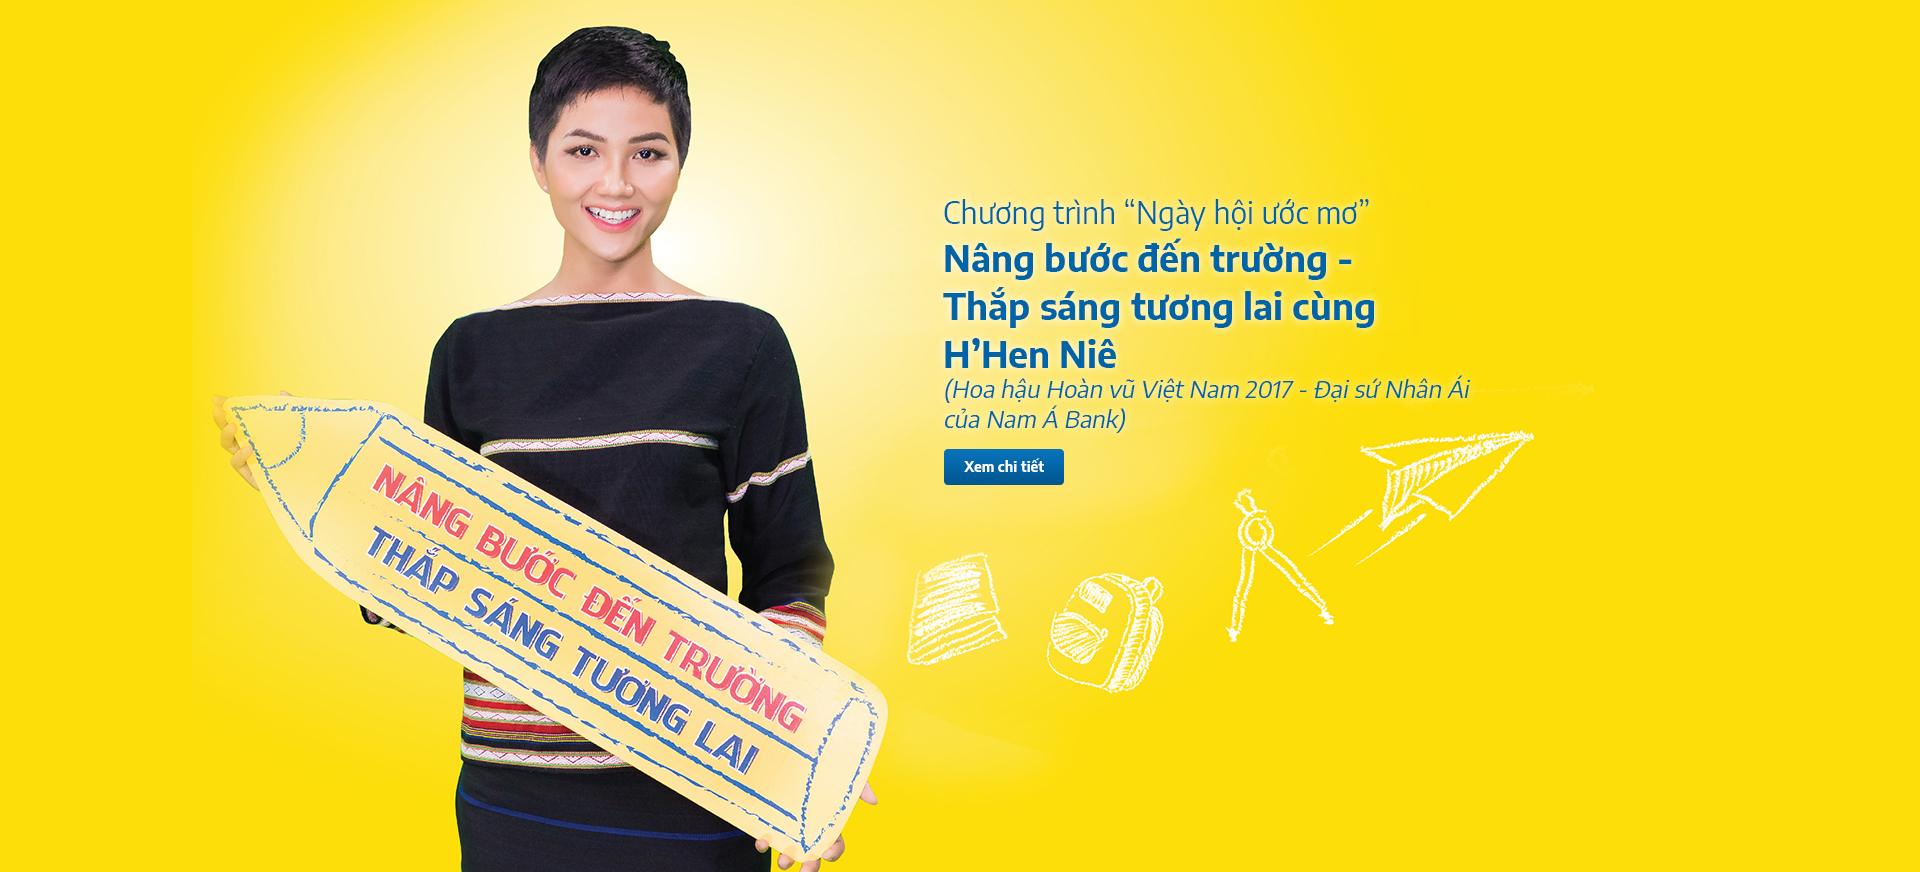 Chương trình “Ngày hội ước mơ”
Nâng bước đến trường -
Thắp sáng tương lai cùng
H’Hen Niê
(Hoa hậu Hoàn vũ Việt Nam 2017 - Đại sứ Nhân Ái
của Nam Á Bank)
Xem chi tiết
NÂNG BƯỚC ĐẾN TRƯỜNG
THẮP SÁNG TƯƠNG LAI